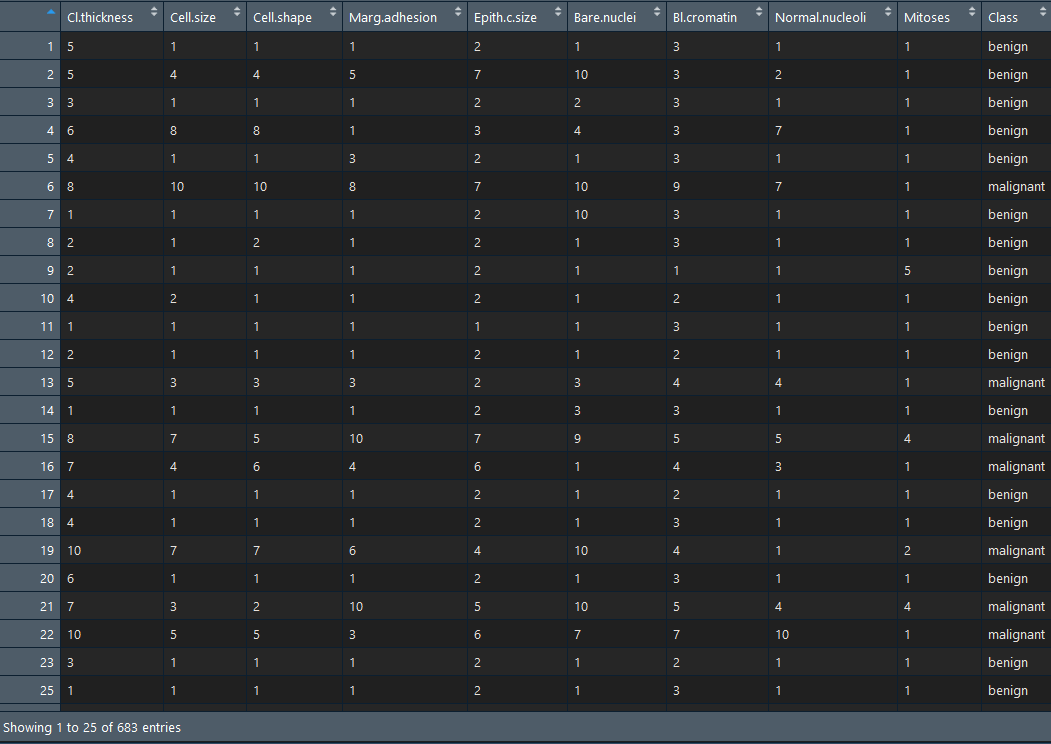 Cl.thickness Cell.size Cell.shape Marg.adhesion Epith.c.size Bare.nuclei Bl.cromatin Normal.nucleoli Mitoses Class
1 5 1 1 1 2 1 3 1 1 benign
2 5 4 4 5 7 10 3 2 1 benign
3 3 1 1 1 2 2 3 1 1 benign
4 6 8 8 1 3 4 3 7 1 benign
5 4 1 1 3 2 1 3 1 1 benign
6 8 10 10 8 7 10 9 7 1 malignant
7 1 1 1 1 2 10 3 1 1 benign
8 2 1 2 1 2 1 3 1 1 benign
9 2 1 1 1 2 1 1 1 5 benign
10 4 2 1 1 2 1 2 1 1 benign
11 1 1 1 1 1 1 3 1 1 benign
12 2 1 1 1 2 1 2 1 1 benign
13 5 3 3 3 2 3 4 4 1 malignant
14 1 1 1 1 2 3 3 1 1 benign
15 8 7 5 10 7 9 5 5 4 malignant
16 7 4 6 4 6 1 4 3 1 malignant
17 4 1 1 1 2 1 2 1 1 benign
18 4 1 1 1 2 1 3 1 1 benign
19 10 7 7 6 4 10 4 1 2 malignant
20 6 1 1 1 2 1 3 1 1 benign
21 7 3 2 10 5 10 5 4 4 malignant
22 10 5 5 3 6 7 7 10 1 malignant
23 3 1 1 1 2 1 2 1 1 benign
25 1 1 1 1 2 1 3 1 1 benign
Showing 1 to 25 of 683 entries